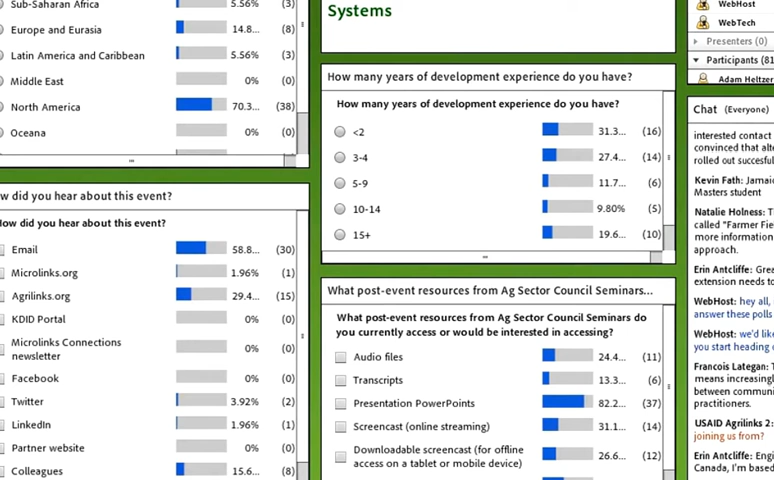 Sub-Saharan Africa 5.56% (3)
Europe and Eurasia 14.8... (8)
Latin America and Caribbean 5.56% (3)
Middle East 0% (0)
North America 70.3... (38)
Oceana 0% (0)
w did you hear about this event?
How did you hear about this event?
Email 58.8... (30)
Microlinks.org 1.96% (1)
Agrilinks.org 29.4... (15)
KDID Portal 0% (0)
Microlinks Connections
newsletter 0% (0)
Facebook 0% (0)
Twitter 3.92% (2)
LinkedIn 1.96% (1)
Partner website 0% (0)
Colleagues 15.6... (8)
Systems
How many years of development experience do you have?
How many years of development experience do you have?
<2 31.3... (16)
3-4 27.4... (14)
5-9 11.7... (6)
10-14 9.80% (5)
15+ 19.6... (10)
What post-event resources from Ag Sector Council Seminars...
What post-event resources from Ag Sector Council Seminars do
you currently access or would be interested in accessing?
Audio files 24.4... (11)
Transcripts 13.3... (6)
Presentation PowerPoints 82.2... (37)
Screencast (online streaming) 31.1... (14)
Downloadable screencast (for offline
access on a tablet or mobile device) 26.6... (12)
WebHost
WebTech
Presenters (0)
Participants (81
Adam Heltzer
Chat (Everyone)
interested contact
convinced that alte
rolled out succesful
Kevin Fath: Jamaic
Masters student
Natalie Holness: T
called "Farmer Fie
more information
approach.
Erin Antcliffe: Grea
extension needs to
WebHost: hey all,
answer these polls
WebHost: we'd like
you start heading o
Francois Lategan: T
means increasingl
between commun
practitioners.
USAID Agrilinks 2:
joining us from?
Erin Antcliffe: Engi
Canada, I'm based